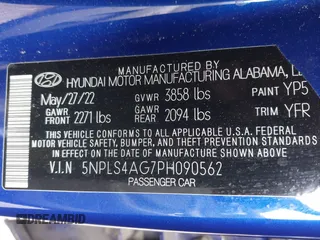 MANUFACTURED BY
HYUNDAI MOTOR MANUFACTURING ALABAMA, L
May/27/22 GVWR 3858 lbs PAINT YP5
GAWR FRONT 2271 lbs GAWR REAR 2094 lbs TRIM YFR
THIS VEHICLE CONFORMS TO ALL APPLICABLE U.S. FEDERAL
MOTOR VEHICLE SAFETY, BUMPER, AND THEFT PREVENTION
STANDARDS IN EFFECT ON THE DATE OF MANUFACTURE SHOWN ABOVE.
V.I.N 5NPLS4AG7PH090562
PASSENGER CAR
DREAMBID